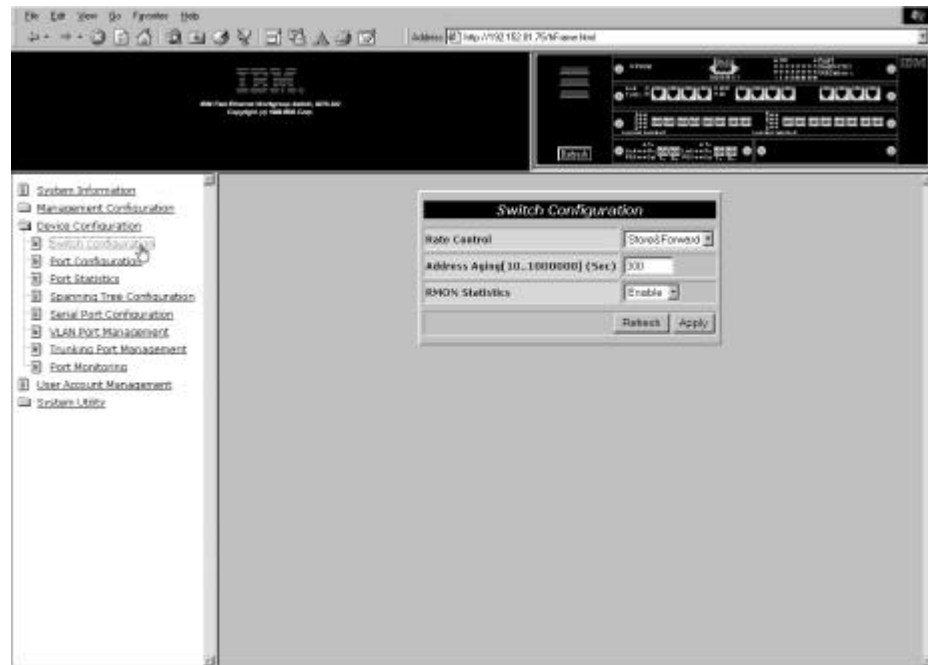 File Edit View Go Favorites Help
Address
IBM
IBM
Refresh
System Information
Management Configuration
Device Configuration
Switch Configuration
Port Configuration
Port Statistics
Spanning Tree Configuration
Serial Port Configuration
VLAN Port Management
Trunking Port Management
Port Monitoring
User Account Management
System Utility
Switch Configuration
Rate Control
Store&Forward
Address Aging[10..1000000] (Sec)
300
RMON Statistics
Enable
Refresh
Apply